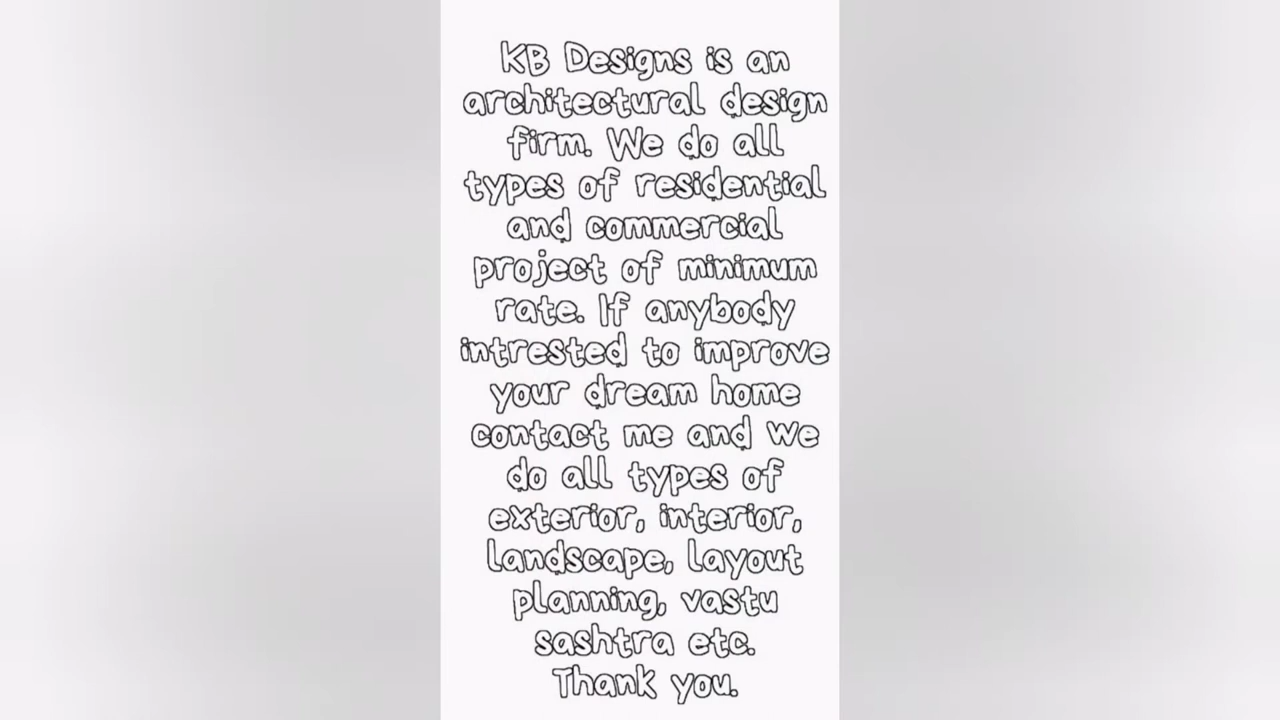 KB Designs is an
architectural design
firm. We do all
types of residential
and commercial
project of minimum
rate. If anybody
intrested to improve
your dream home
contact me and we
do all types of
exterior, interior,
landscape, layout
planning, vastu
sashtra etc.
Thank you.